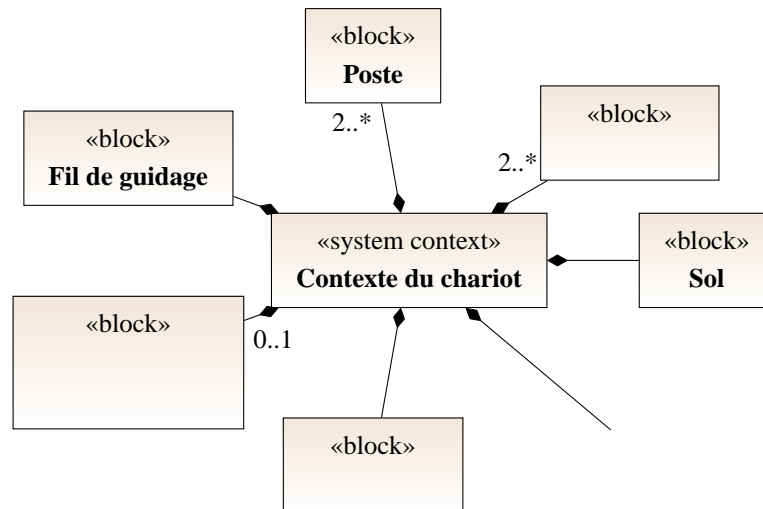 «block»
Poste
2..*
«block»
2..*
«block»
Fil de guidage
«system context»
Contexte du chariot
«block»
Sol
«block»
0..1
«block»